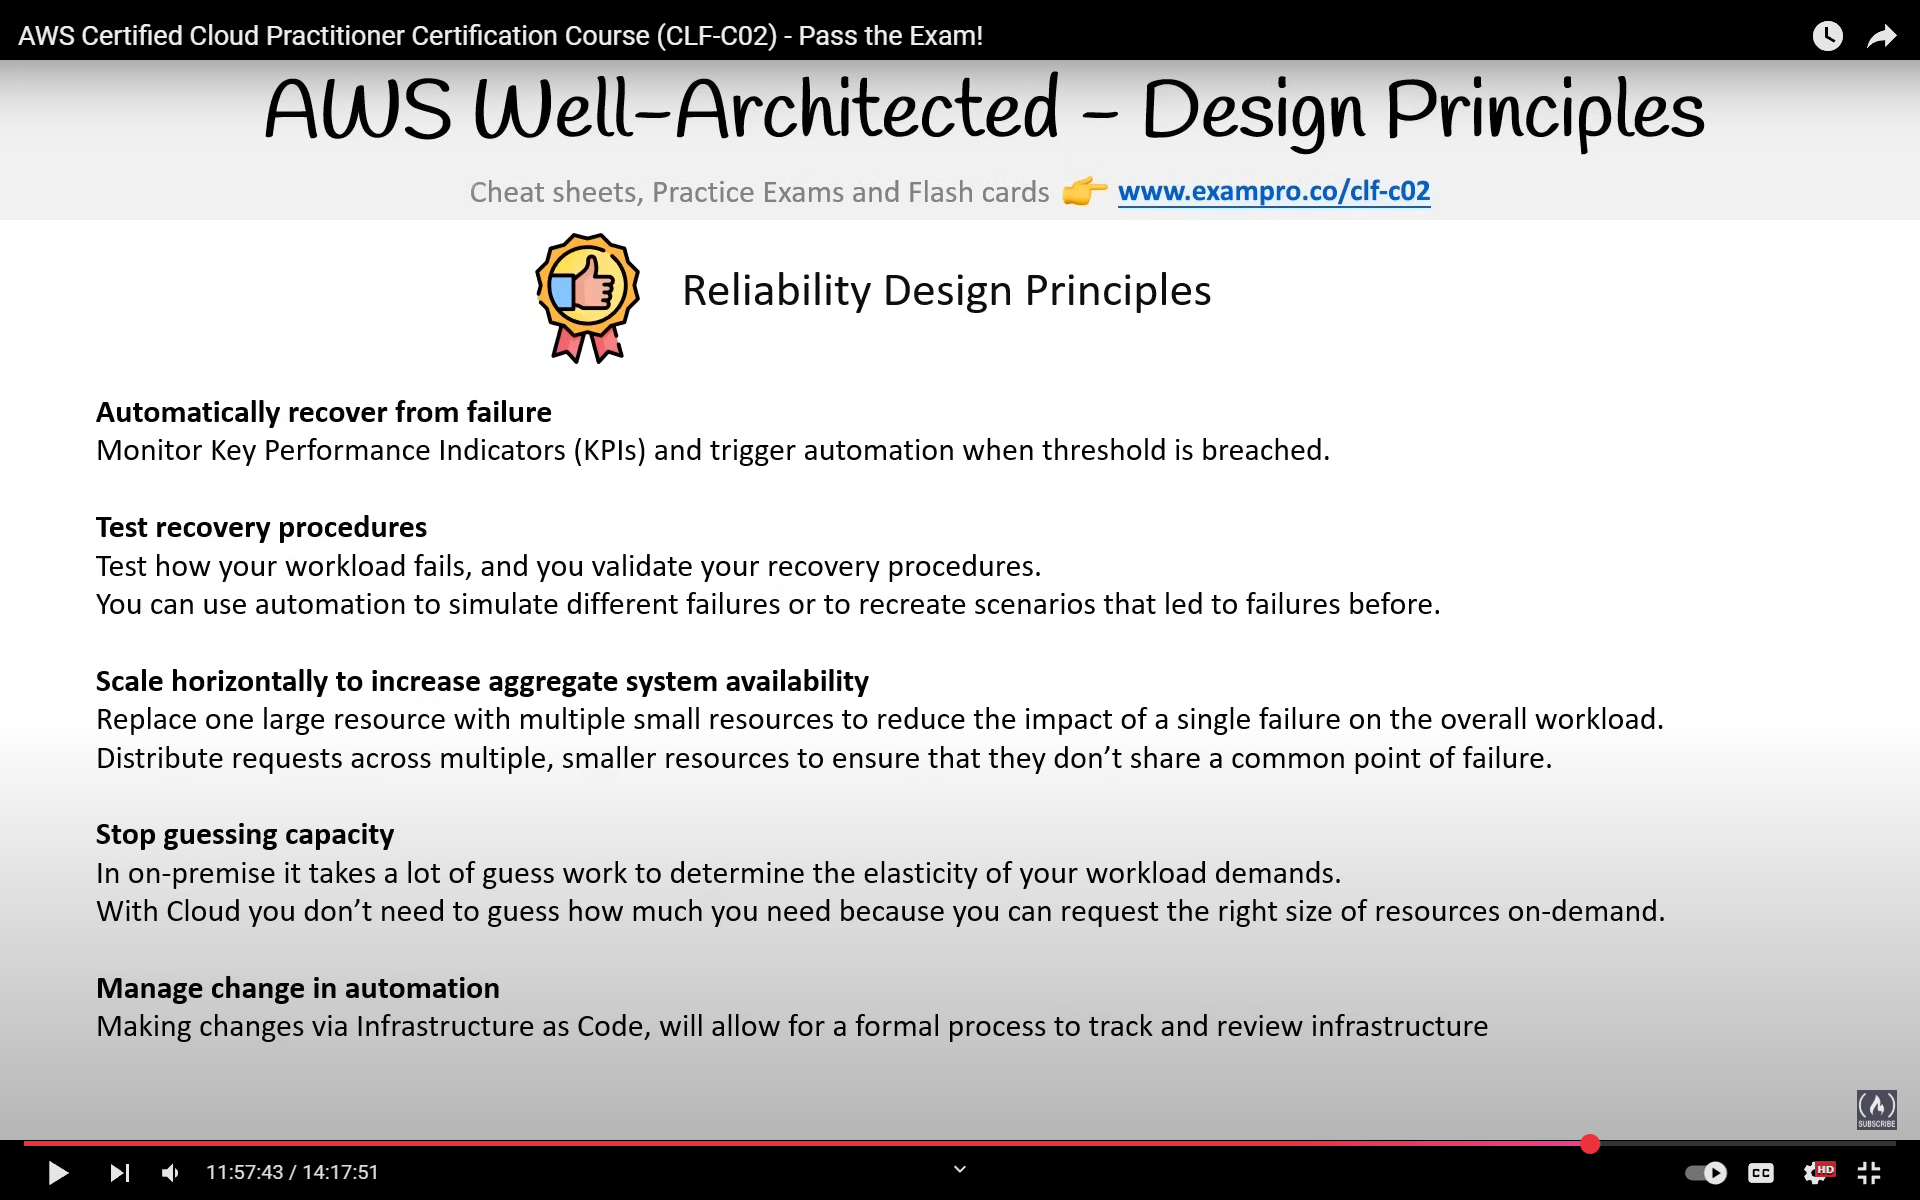 AWS Certified Cloud Practitioner Certification Course (CLF-C02) - Pass the Exam!
AWS Well-Architected - Design Principles
Cheat sheets, Practice Exams and Flash cards 👉 www.exampro.co/clf-c02
Reliability Design Principles
Automatically recover from failure
Monitor Key Performance Indicators (KPIs) and trigger automation when threshold is breached.
Test recovery procedures
Test how your workload fails, and you validate your recovery procedures.
You can use automation to simulate different failures or to recreate scenarios that led to failures before.
Scale horizontally to increase aggregate system availability
Replace one large resource with multiple small resources to reduce the impact of a single failure on the overall workload.
Distribute requests across multiple, smaller resources to ensure that they don’t share a common point of failure.
Stop guessing capacity
In on-premise it takes a lot of guess work to determine the elasticity of your workload demands.
With Cloud you don’t need to guess how much you need because you can request the right size of resources on-demand.
Manage change in automation
Making changes via Infrastructure as Code, will allow for a formal process to track and review infrastructure
SUBSCRIBE
11:57:43 / 14:17:51
CC
HD